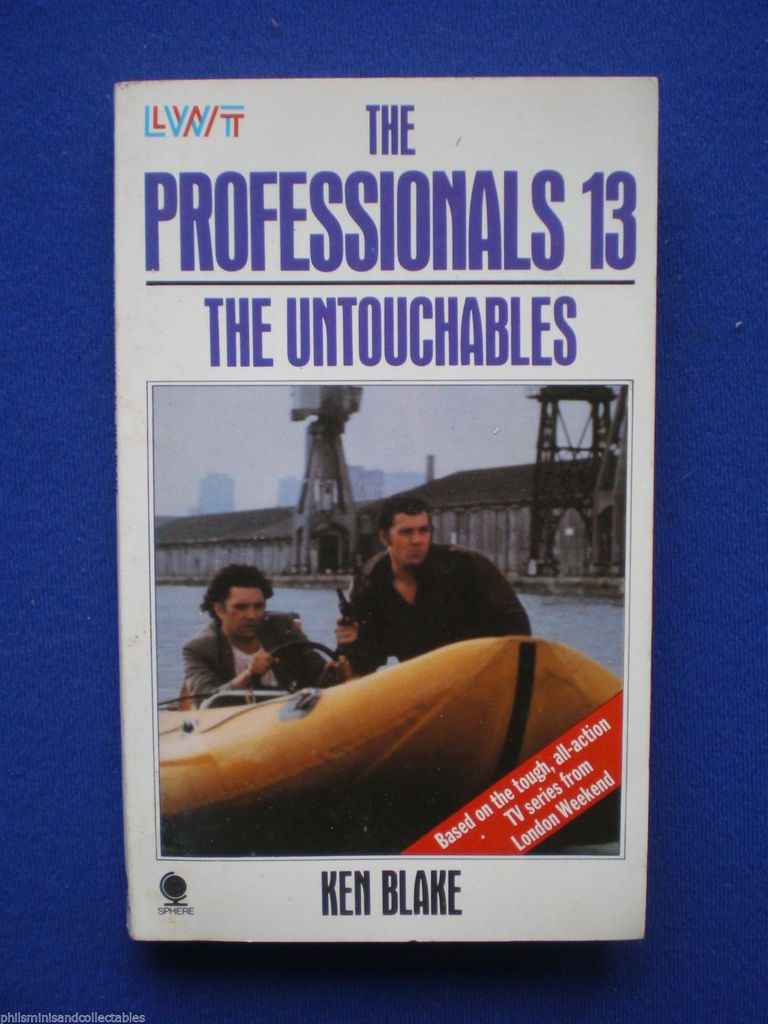 LWT
THE
PROFESSIONALS 13
THE UNTOUCHABLES
Based on the tough, all-action
TV series from
London Weekend
KEN BLAKE
SPHERE
philsminisandcollectables